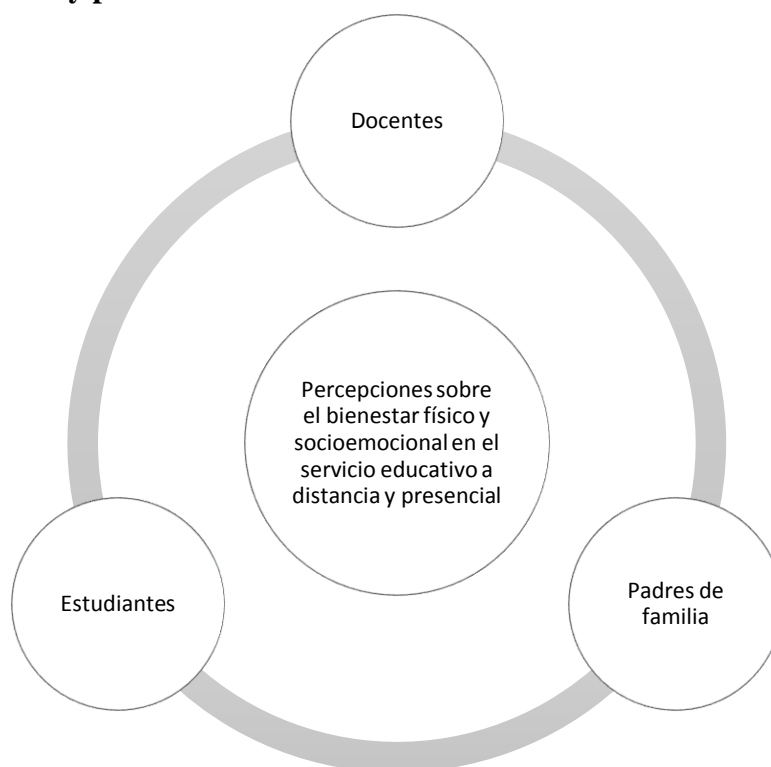 Docentes
Percepciones sobre
el bienestar físico y
socioemocional en el
servicio educativo a
distancia y presencial
Estudiantes
Padres de
familia